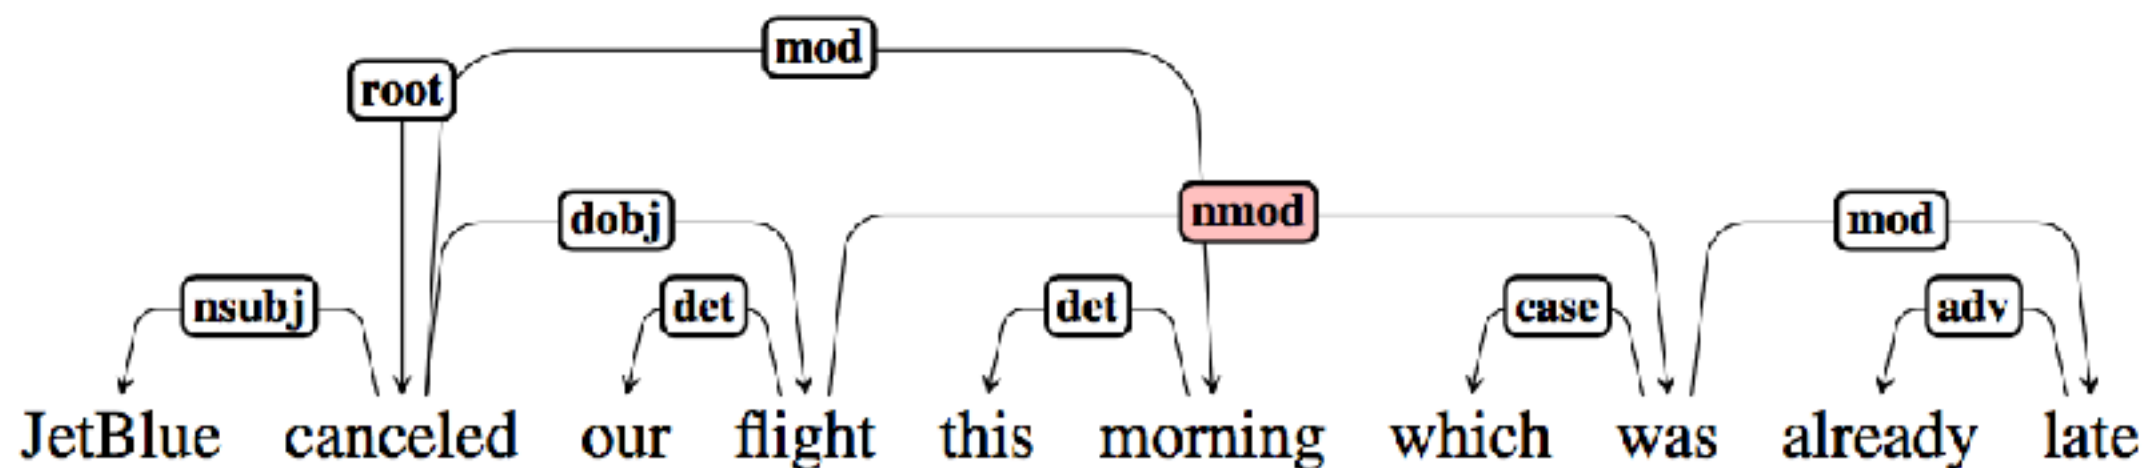 mod
root
dobj nmod mod
nsubj det det case adv
JetBlue canceled our flight this morning which was already late